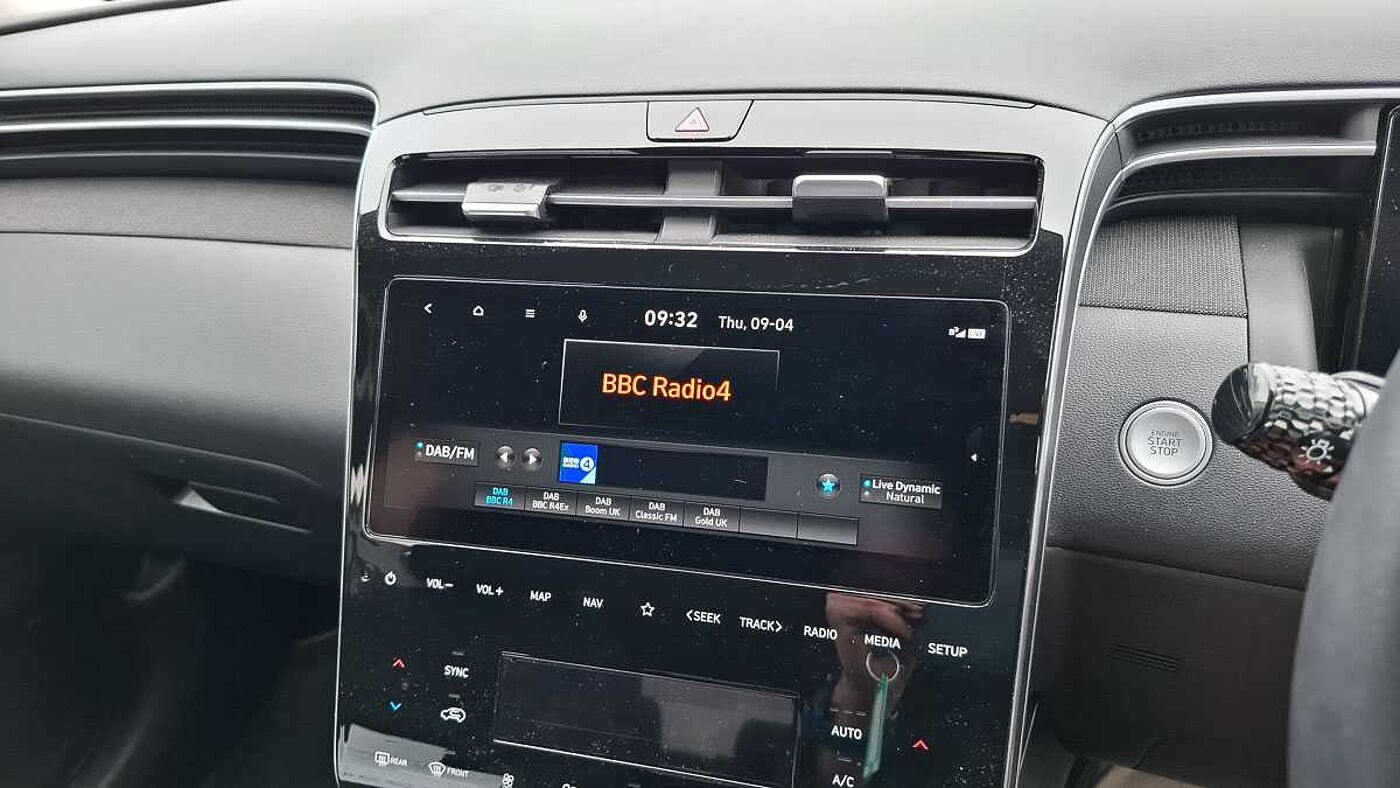 09:32 Thu, 09-04
BBC Radio4
DAB/FM
4
Live Dynamic
Natural
DAB
BBC R4
DAB
BBC R4Ex
DAB
Boom UK
DAB
Classic FM
DAB
Gold UK
ENGINE
START
STOP
VOL-
VOL+
MAP
NAV
<SEEK
TRACK>
RADIO
MEDIA
SETUP
SYNC
AUTO
REAR
FRONT
A/C